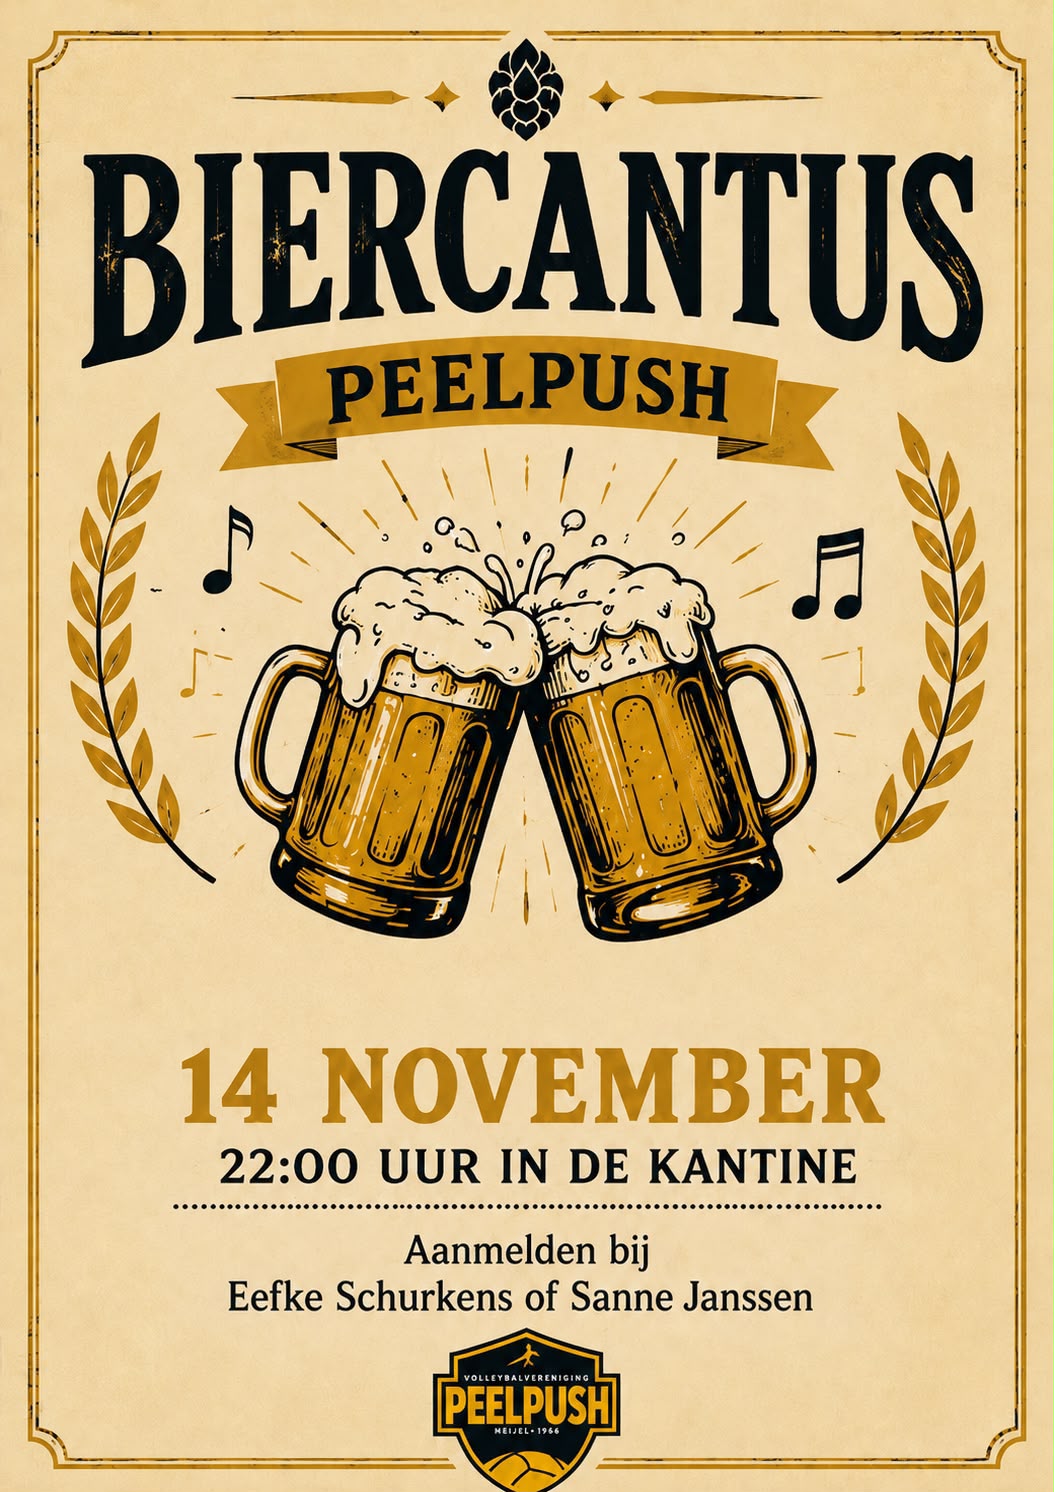 BIERCANTUS
PEELPUSH
14 NOVEMBER
22:00 UUR IN DE KANTINE
Aanmelden bij
Eefke Schurkens of Sanne Janssen
VOLLEYBALVERENIGING
PEELPUSH
MEIJEL • 1966